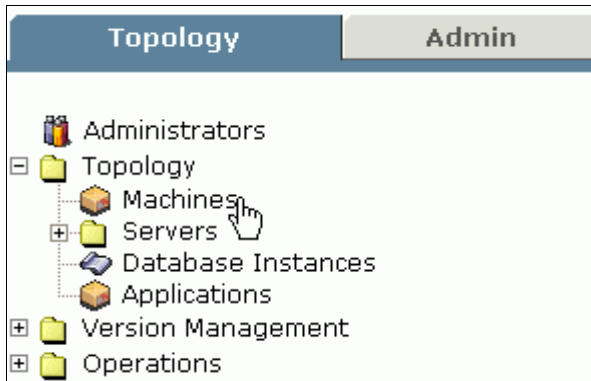 Topology Admin
Administrators
Topology
Machines
Servers
Database Instances
Applications
Version Management
Operations